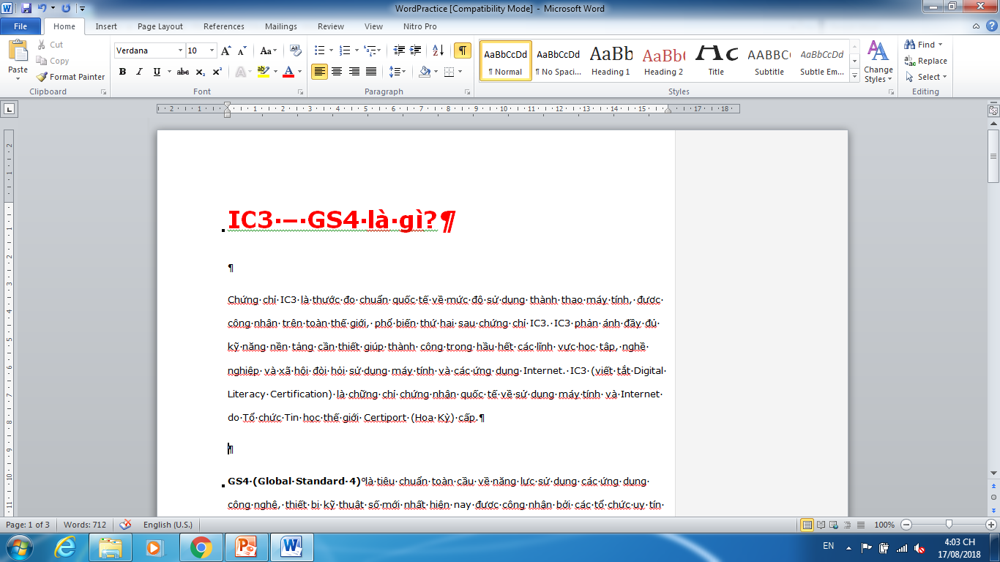 WordPractice [Compatibility Mode] - Microsoft Word
File Home Insert Page Layout References Mailings Review View Nitro Pro
Paste
Cut
Copy
Format Painter
Clipboard
Verdana 10
Font
Paragraph
AaBbCcDd AaBbCcDd AaBb AaBb( Aa AABBC( AaBbCcDd
¶ Normal ¶ No Spaci... Heading 1 Heading 2 Title Subtitle Subtle Em...
Styles
Change Styles
Find
Replace
Select
Editing
IC3 – GS4 là gì?¶
¶
Chứng chỉ IC3 là thước đo chuẩn quốc tế về mức độ sử dụng thành thạo máy tính, được
công nhận trên toàn thế giới, phổ biến thứ hai sau chứng chỉ IC3. IC3 phản ánh đầy đủ
kỹ năng nền tảng cần thiết giúp thành công trong hầu hết các lĩnh vực học tập, nghề
nghiệp và xã hội đòi hỏi sử dụng máy tính và các ứng dụng Internet. IC3 (viết tắt Digital
Literacy Certification) là chững chỉ chứng nhận quốc tế về sử dụng máy tính và Internet
do Tổ chức Tin học thế giới Certiport (Hoa Kỳ) cấp.¶
¶
GS4 (Global Standard 4)°là tiêu chuẩn toàn cầu về năng lực sử dụng các ứng dụng
công nghệ, thiết bị kỹ thuật số mới nhất hiện nay được công nhận bởi các tổ chức uy tín
Page: 1 of 3 Words: 712 English (U.S.) 100%
EN 4:03 CH
17/08/2018